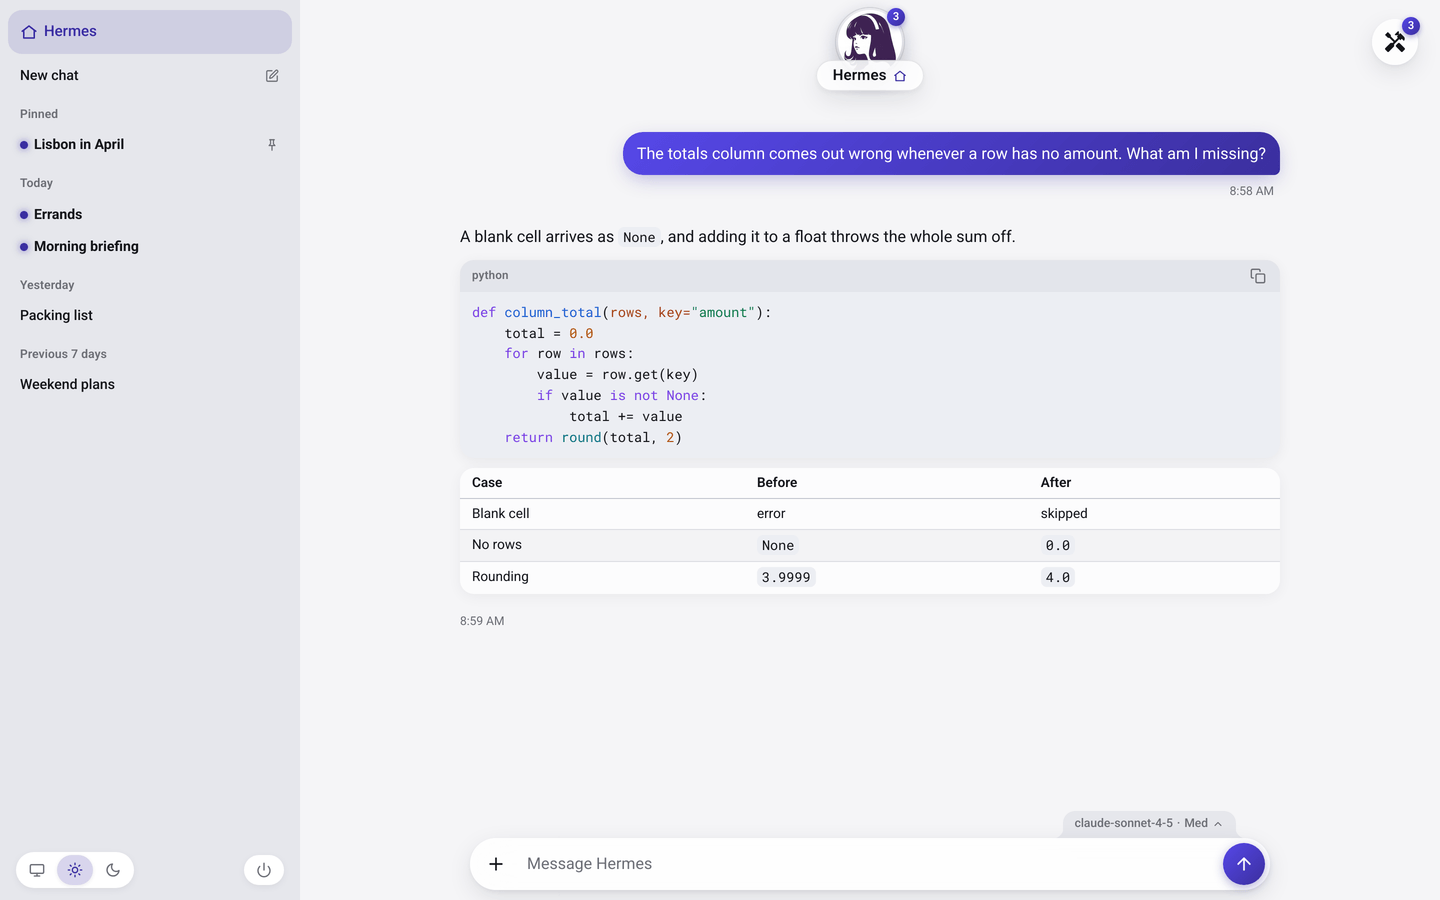 Hermes
New chat
Pinned
Lisbon in April
Today
Errands
Morning briefing
Yesterday
Packing list
Previous 7 days
Weekend plans
3
Hermes
3
The totals column comes out wrong whenever a row has no amount. What am I missing?
8:58 AM
A blank cell arrives as None, and adding it to a float throws the whole sum off.
python
def column_total(rows, key="amount"):
    total = 0.0
    for row in rows:
        value = row.get(key)
        if value is not None:
            total += value
    return round(total, 2)
Case Before After
Blank cell error skipped
No rows None 0.0
Rounding 3.9999 4.0
8:59 AM
claude-sonnet-4-5 · Med
Message Hermes